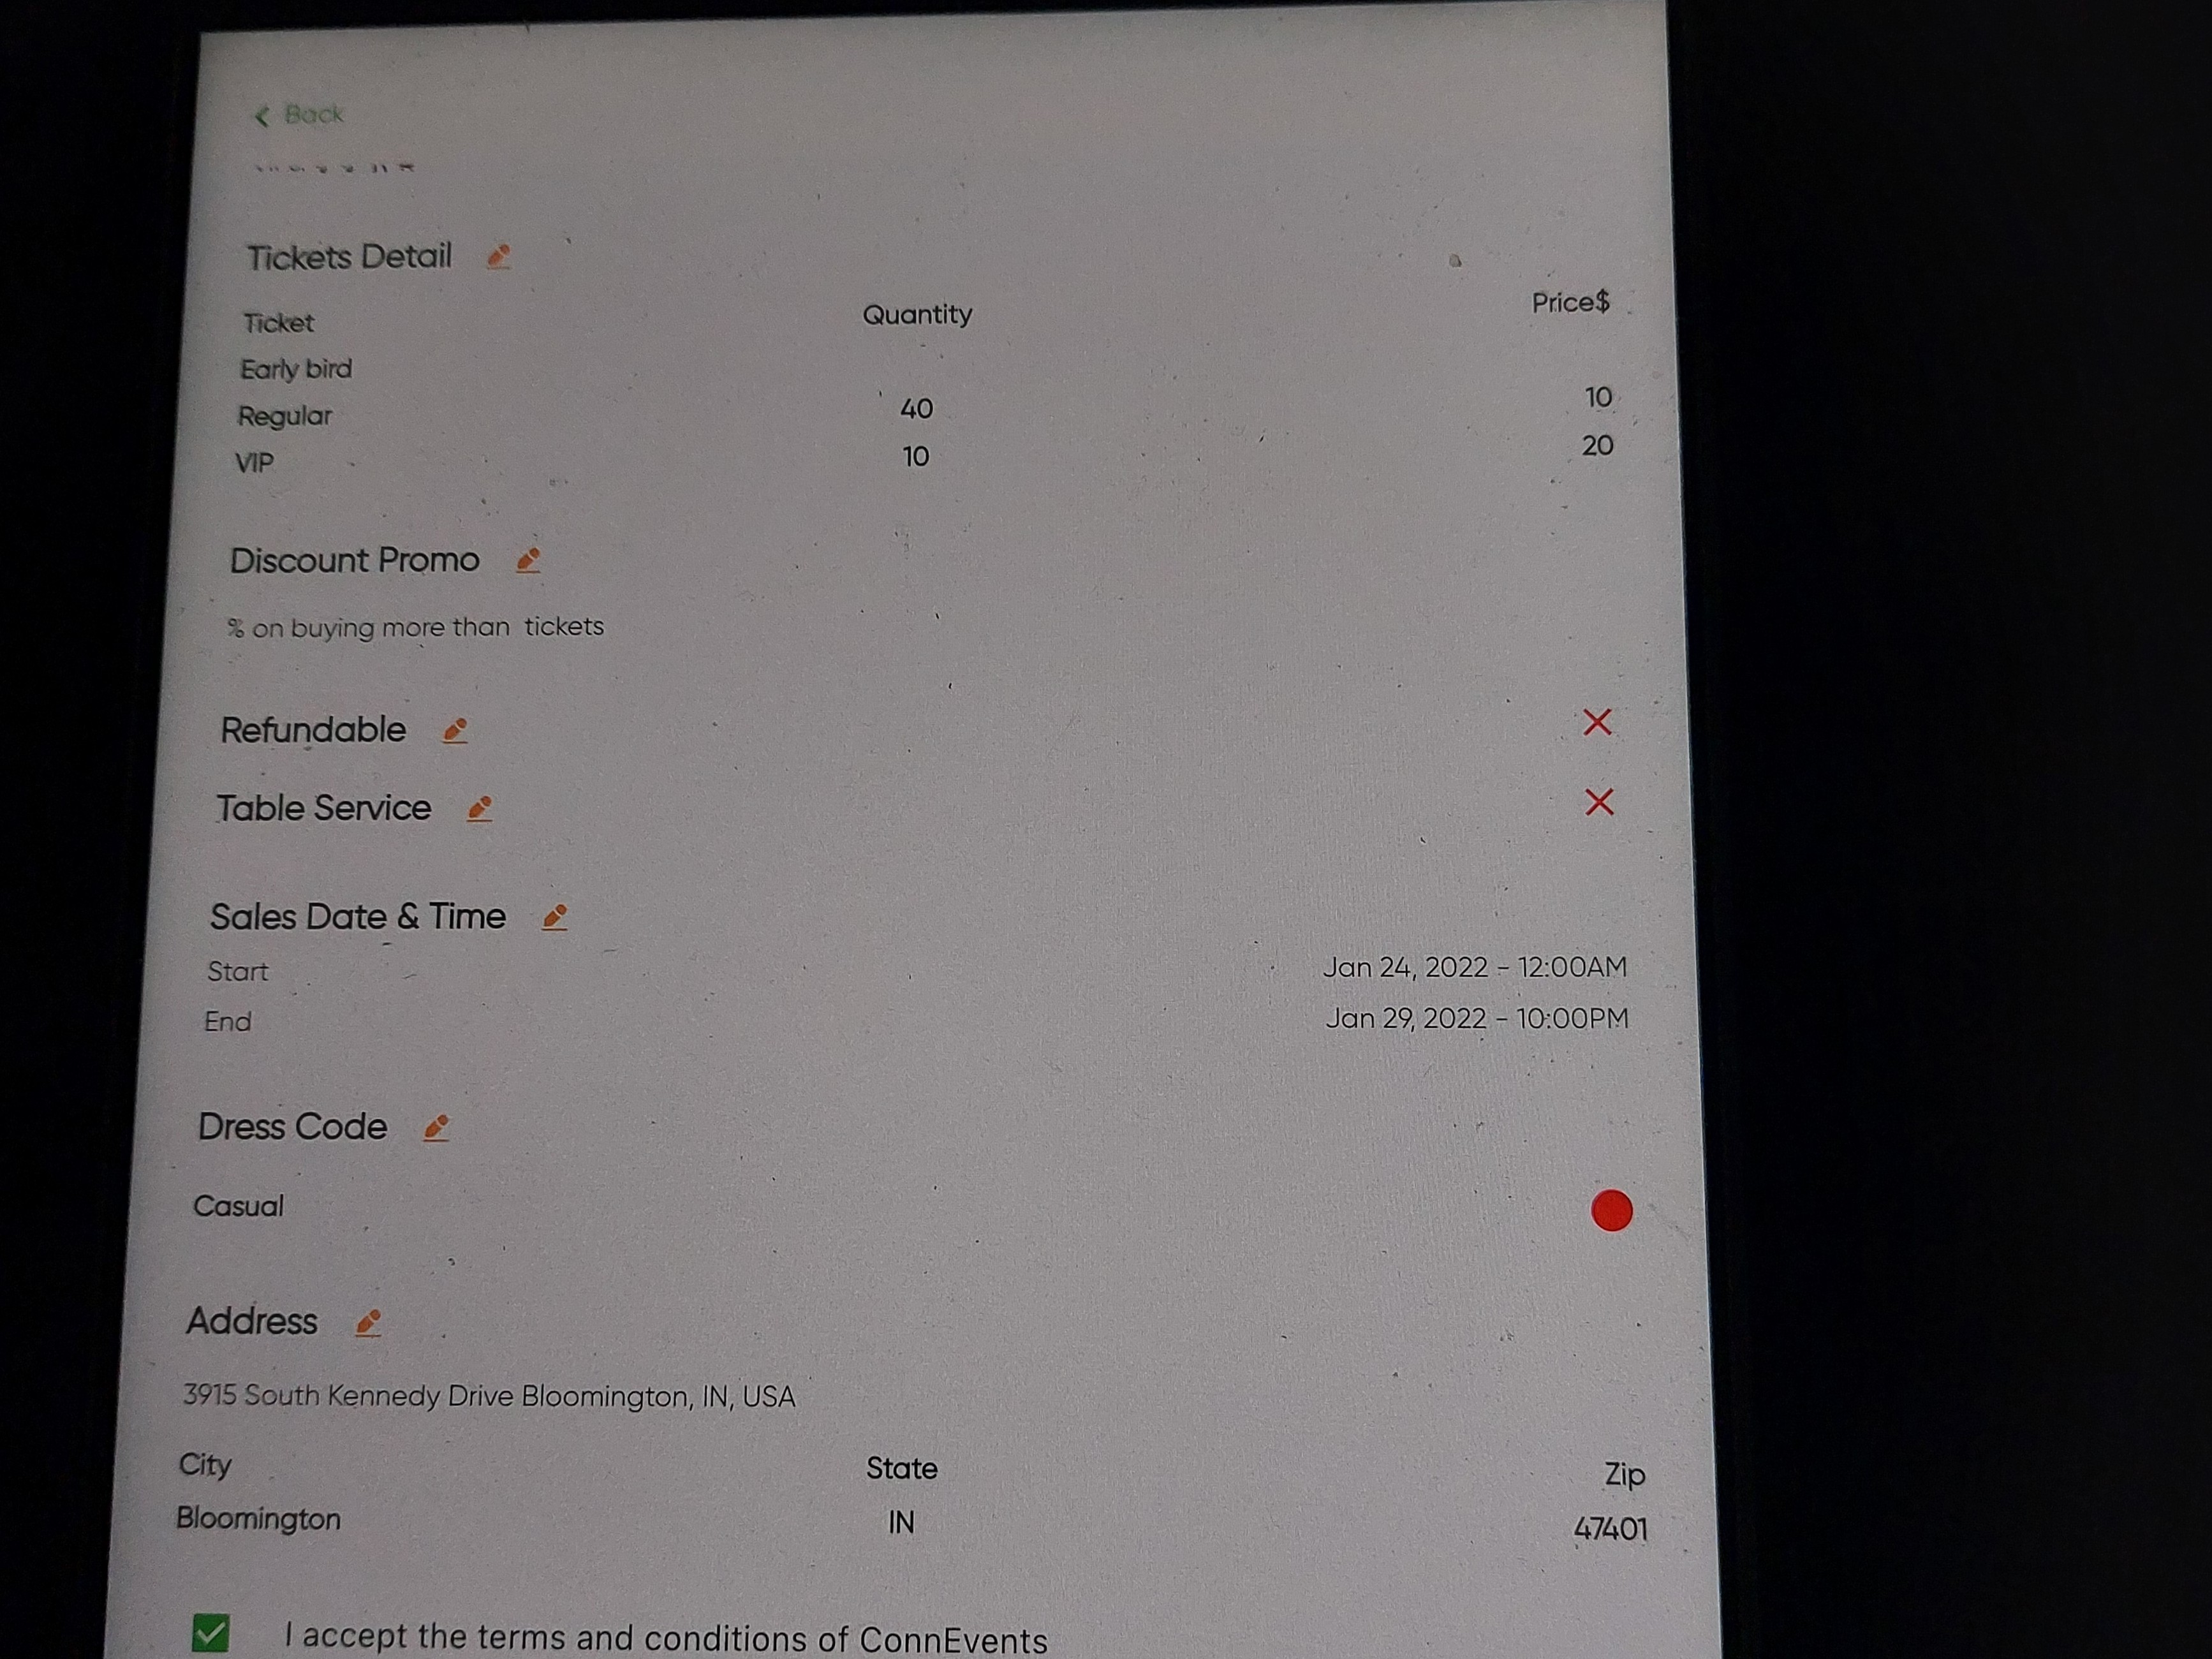 Back
Tickets Detail
Ticket Quantity Price$
Early bird
Regular 40 10
VIP 10 20
Discount Promo
% on buying more than tickets
Refundable
Table Service
Sales Date & Time
Start Jan 24, 2022 - 12:00AM
End Jan 29, 2022 - 10:00PM
Dress Code
Casual
Address
3915 South Kennedy Drive Bloomington, IN, USA
City State Zip
Bloomington IN 47401
I accept the terms and conditions of ConnEvents